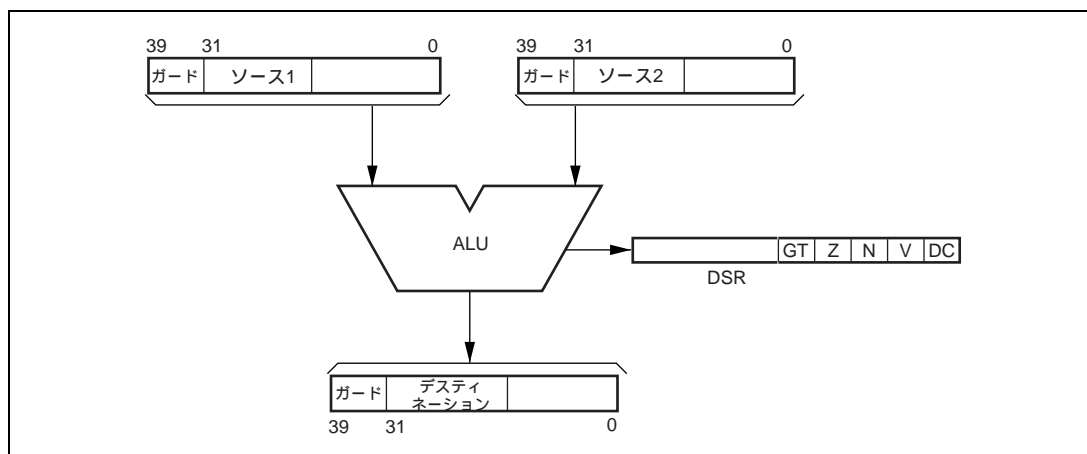 39 31 0
ガード ソース1
39 31 0
ガード ソース2
ALU
GT Z N V DC
DSR
ガード デスティ
ネーション
39 31 0